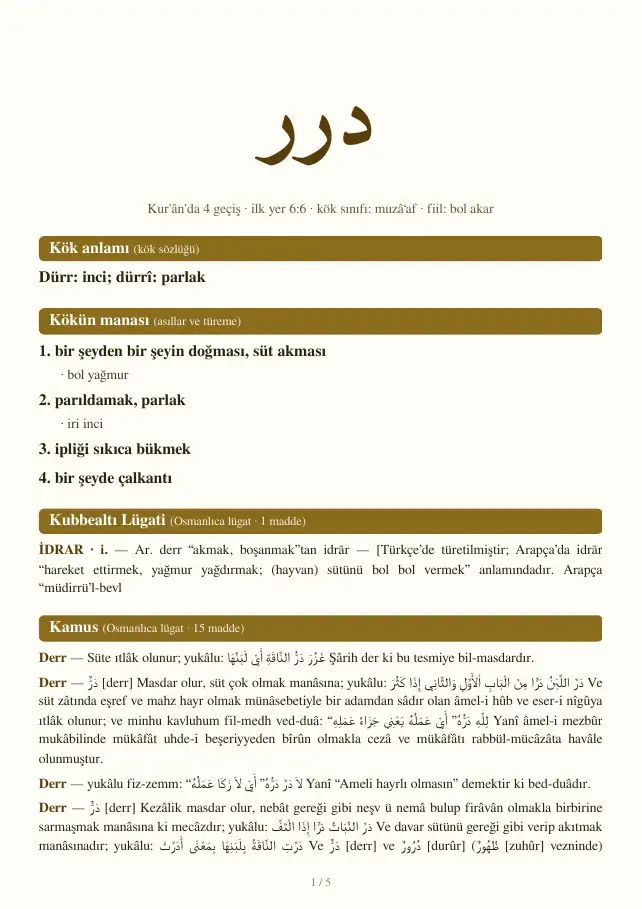 درر
Kur'ân'da 4 geçiş · ilk yer 6:6 · kök sınıfı: muzâ'af · fiil: bol akar
Kök anlamı (kök sözlüğü)
Dürr: inci; dürrî: parlak
Kökün manası (asıllar ve türeme)
1. bir şeyden bir şeyin doğması, süt akması
· bol yağmur
2. parıldamak, parlak
· iri inci
3. ipliği sıkıca bükmek
4. bir şeyde çalkantı
Kubbealtı Lügati (Osmanlıca lügat · 1 madde)
İDRAR · i. — Ar. derr “akmak, boşanmak”tan idrār — [Türkçe’de türetilmiştir; Arapça’da idrār
“hareket ettirmek, yağmur yağdırmak; (hayvan) sütünü bol bol vermek” anlamındadır. Arapça
“müdirrü’l-bevl
Kamus (Osmanlıca lügat · 15 madde)
Derr — Süte ıtlâk olunur; yukâlu: غَزُرَ دَرُّ النَّاقَةِ أَيْ لَبَنُهَا Şârih der ki bu tesmiye bil-masdardır.
Derr — دَرٌّ [derr] Masdar olur, süt çok olmak manâsına; yukâlu: دَرَّ اللَّبَنُ دَرًّا مِنَ الْبَابِ الْأَوَّلِ وَالثَّانِي إِذَا كَثُرَ Ve
süt zâtında eşref ve mahz hayr olmak münâsebetiyle bir adamdan sâdır olan âmel-i hûb ve eser-i nîgûya
ıtlâk olunur; ve minhu kavluhum fil-medh ved-duâ: “لِلّٰهِ دَرُّهُ” أَيْ عَمَلُهُ يَعْنِي جَزَاهُ عَمَلِهِ Yanî âmel-i mezbûr
mukâbilinde mükâfât uhde-i beşeriyyeden bîrûn olmakla cezâ ve mükâfâtı rabbül-mücâzâta havâle
olunmuştur.
Derr — yukâlu fiz-zemm: “لاَ دَرَّ دَرُّهُ” أَيْ لاَ زَكَا عَمَلُهُ Yanî “Ameli hayrlı olmasın” demektir ki bed-duâdır.
Derr — دَرٌّ [derr] Kezâlik masdar olur, nebât gereği gibi neşv ü nemâ bulup firâvân olmakla birbirine
sarmaşmak manâsına ki mecâzdır; yukâlu: دَرَّ النَّبَاتُ دَرًّا إِذَا الْتَفَّ Ve davar sütünü gereği gibi verip akıtmak
manâsınadır; yukâlu: دَرَّتِ النَّاقَةُ بِلَبَنِهَا بِمَعْنَى أَدَرَّتْ Ve دَرٌّ [derr] ve دُرُورٌ [durûr] (ظُهُورٌ [zuhûr] vezninde)
1 / 5